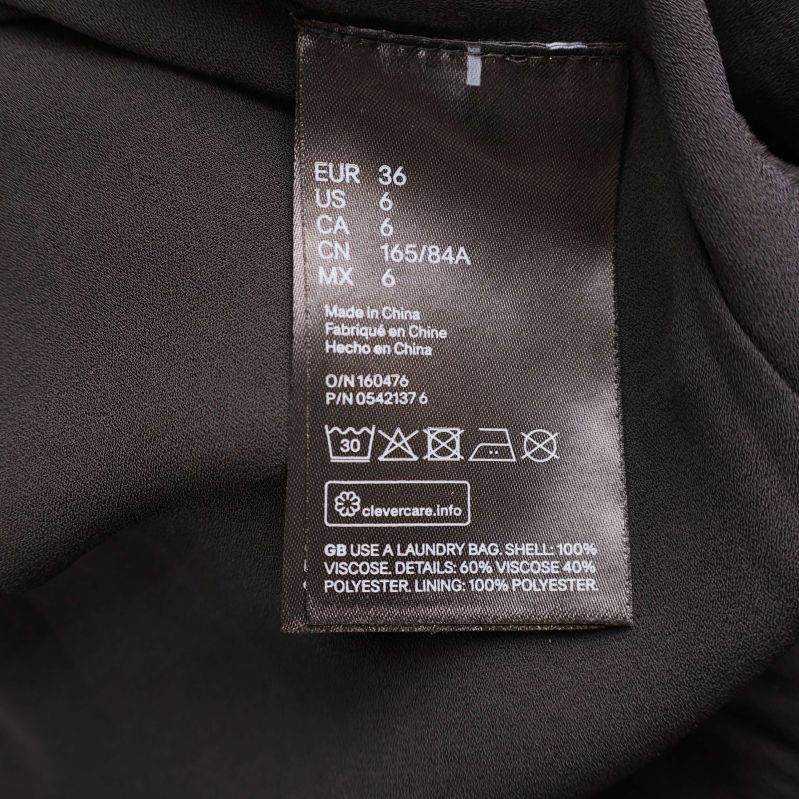 EUR 36
US 6
CA 6
CN 165/84A
MX 6
Made in China
Fabriqué en Chine
Hecho en China
O/N 160476
P/N 0542137 6
30
clevercare.info
GB USE A LAUNDRY BAG. SHELL: 100%
VISCOSE. DETAILS: 60% VISCOSE 40%
POLYESTER. LINING: 100% POLYESTER.